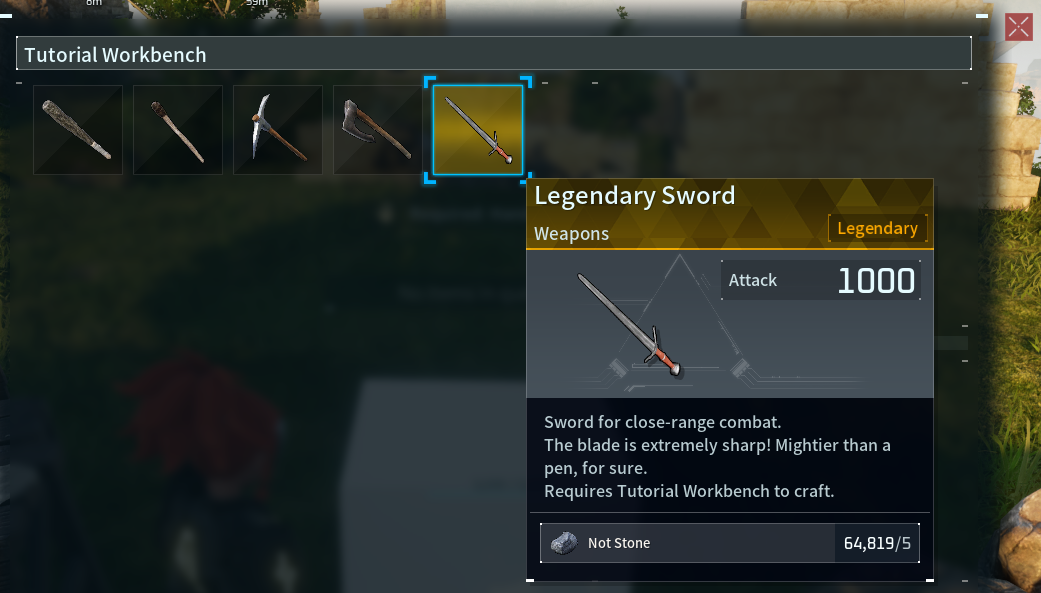 Tutorial Workbench
Legendary Sword
Weapons
Legendary
Attack 1000
Sword for close-range combat.
The blade is extremely sharp! Mightier than a
pen, for sure.
Requires Tutorial Workbench to craft.
Not Stone 64,819/5